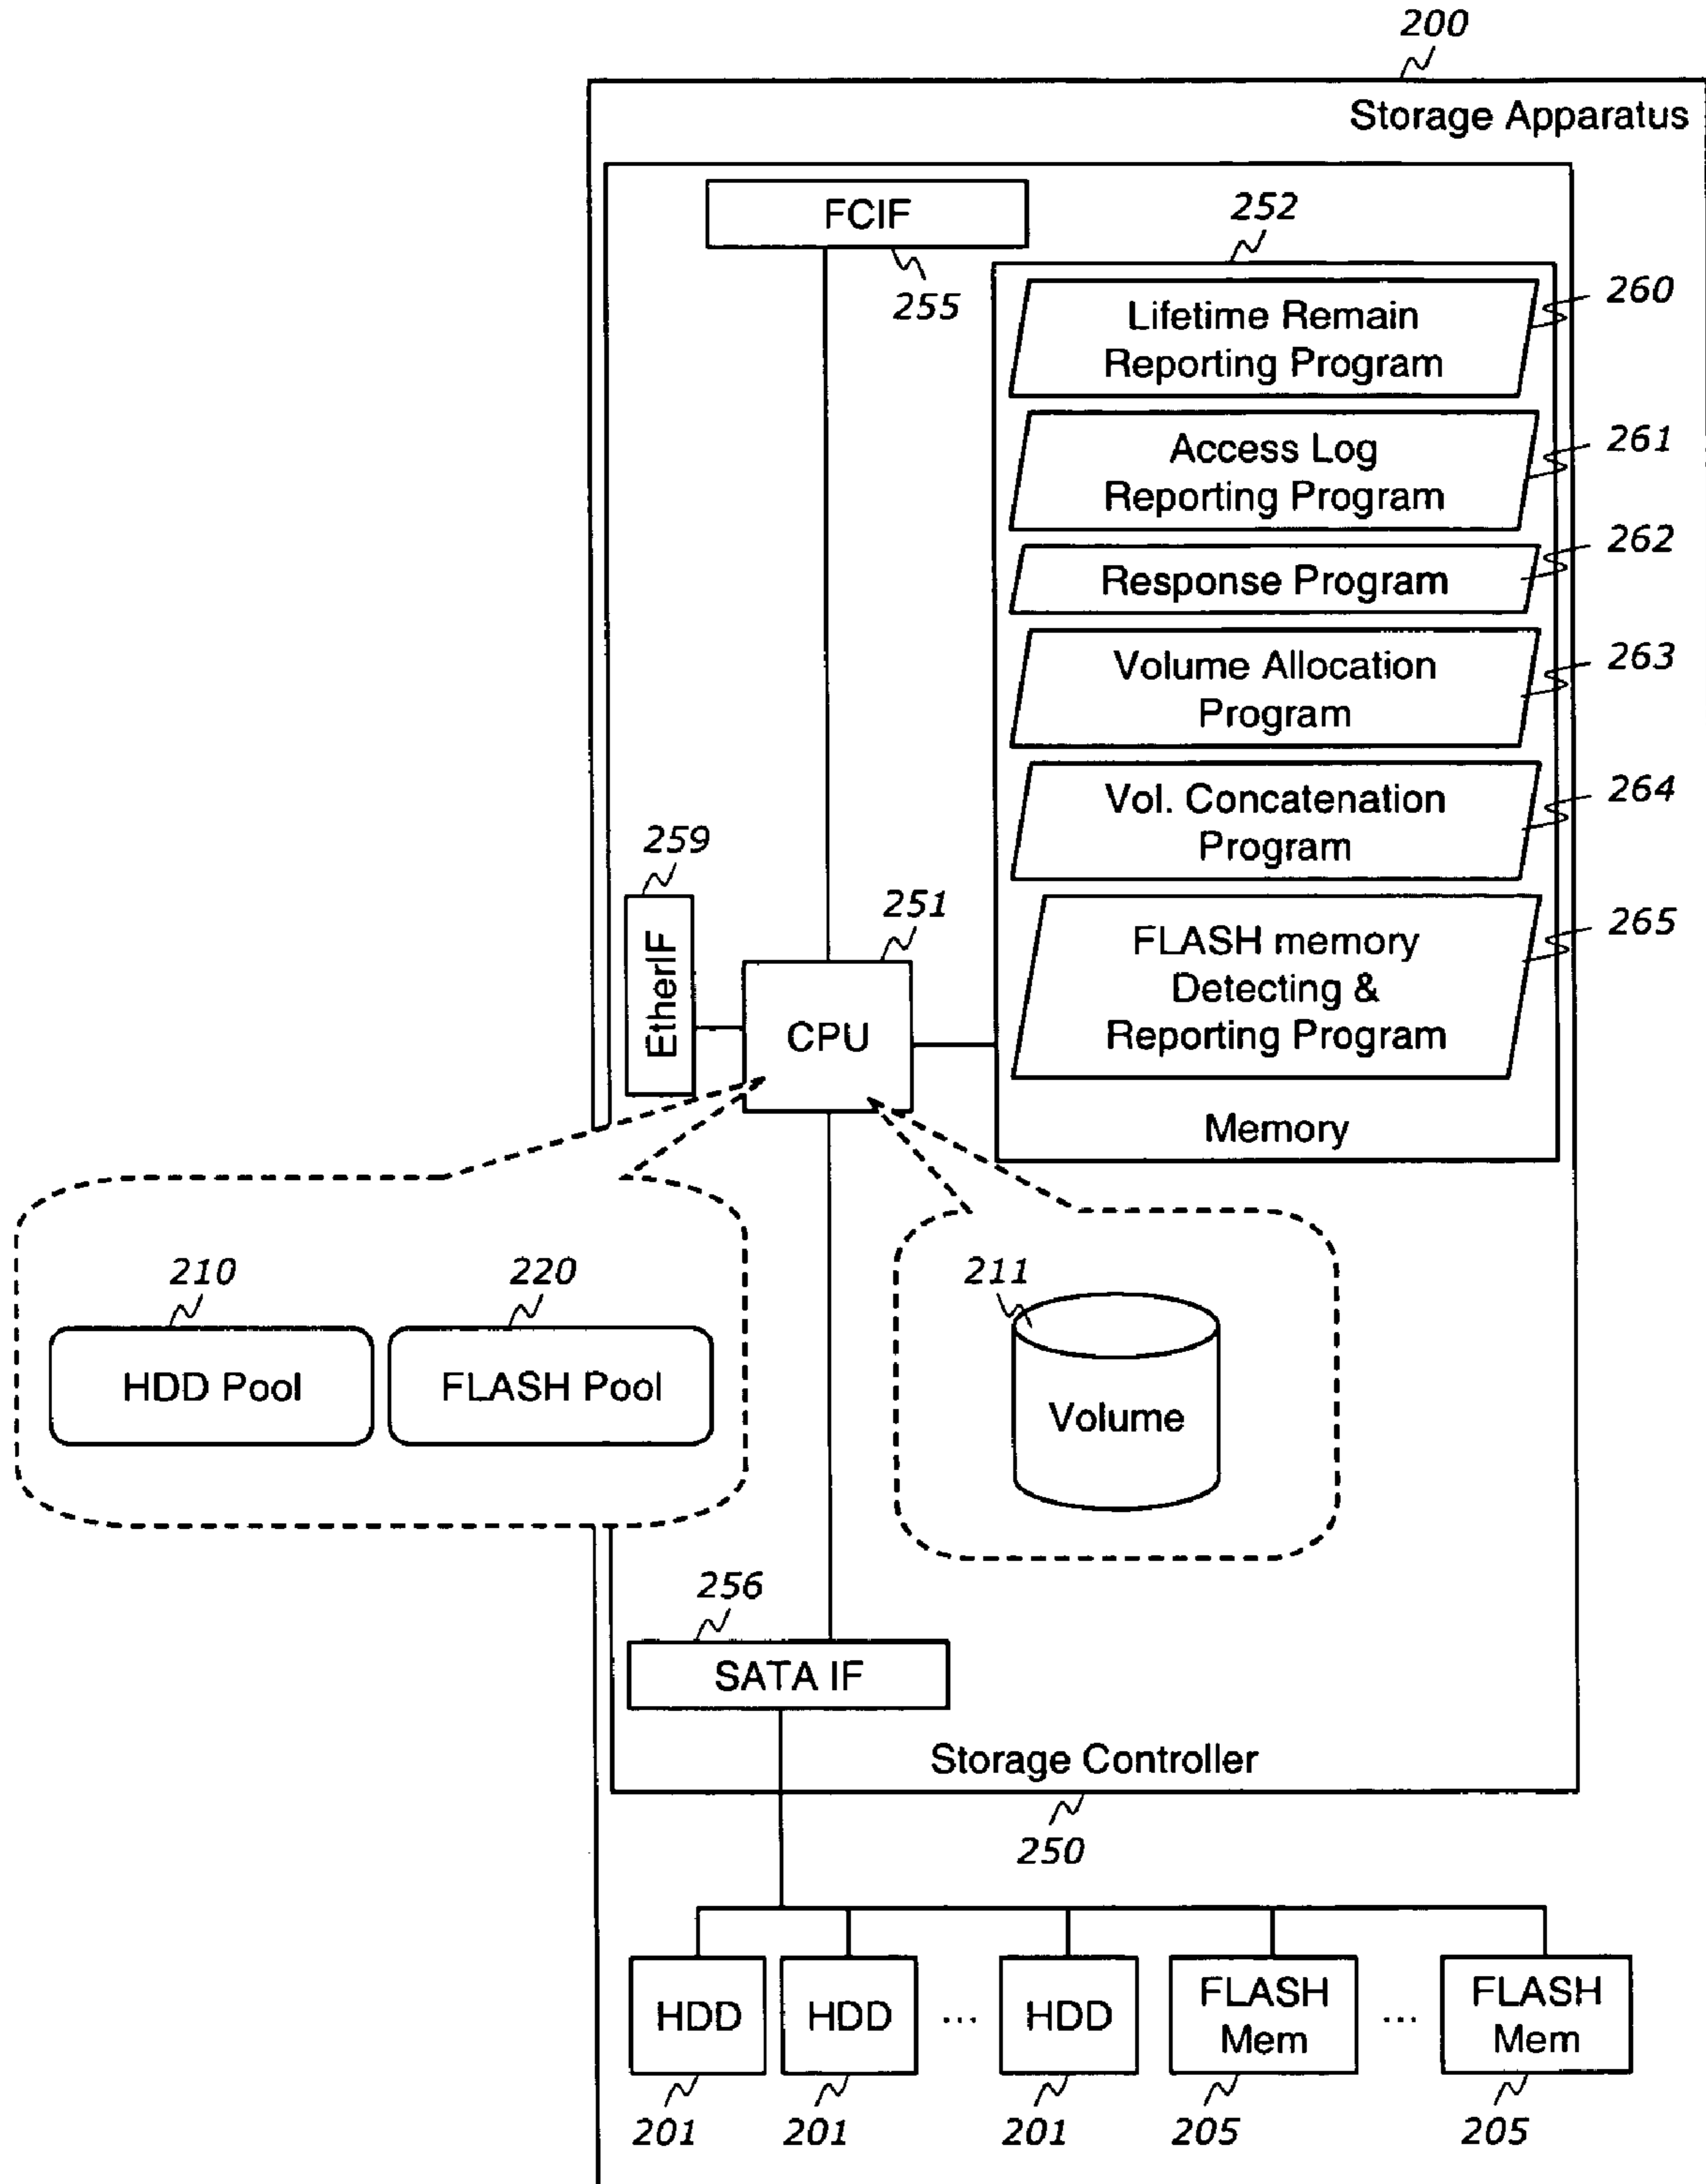 200
Storage Apparatus
FCIF
255
252
Lifetime Remain
Reporting Program
260
Access Log
Reporting Program
261
Response Program
262
Volume Allocation
Program
263
Vol. Concatenation
Program
264
FLASH memory
Detecting &
Reporting Program
265
Memory
259
EtherIF
251
CPU
210
HDD Pool
220
FLASH Pool
211
Volume
256
SATA IF
Storage Controller
250
HDD
HDD
...
HDD
FLASH
Mem
...
FLASH
Mem
201
201
201
205
205